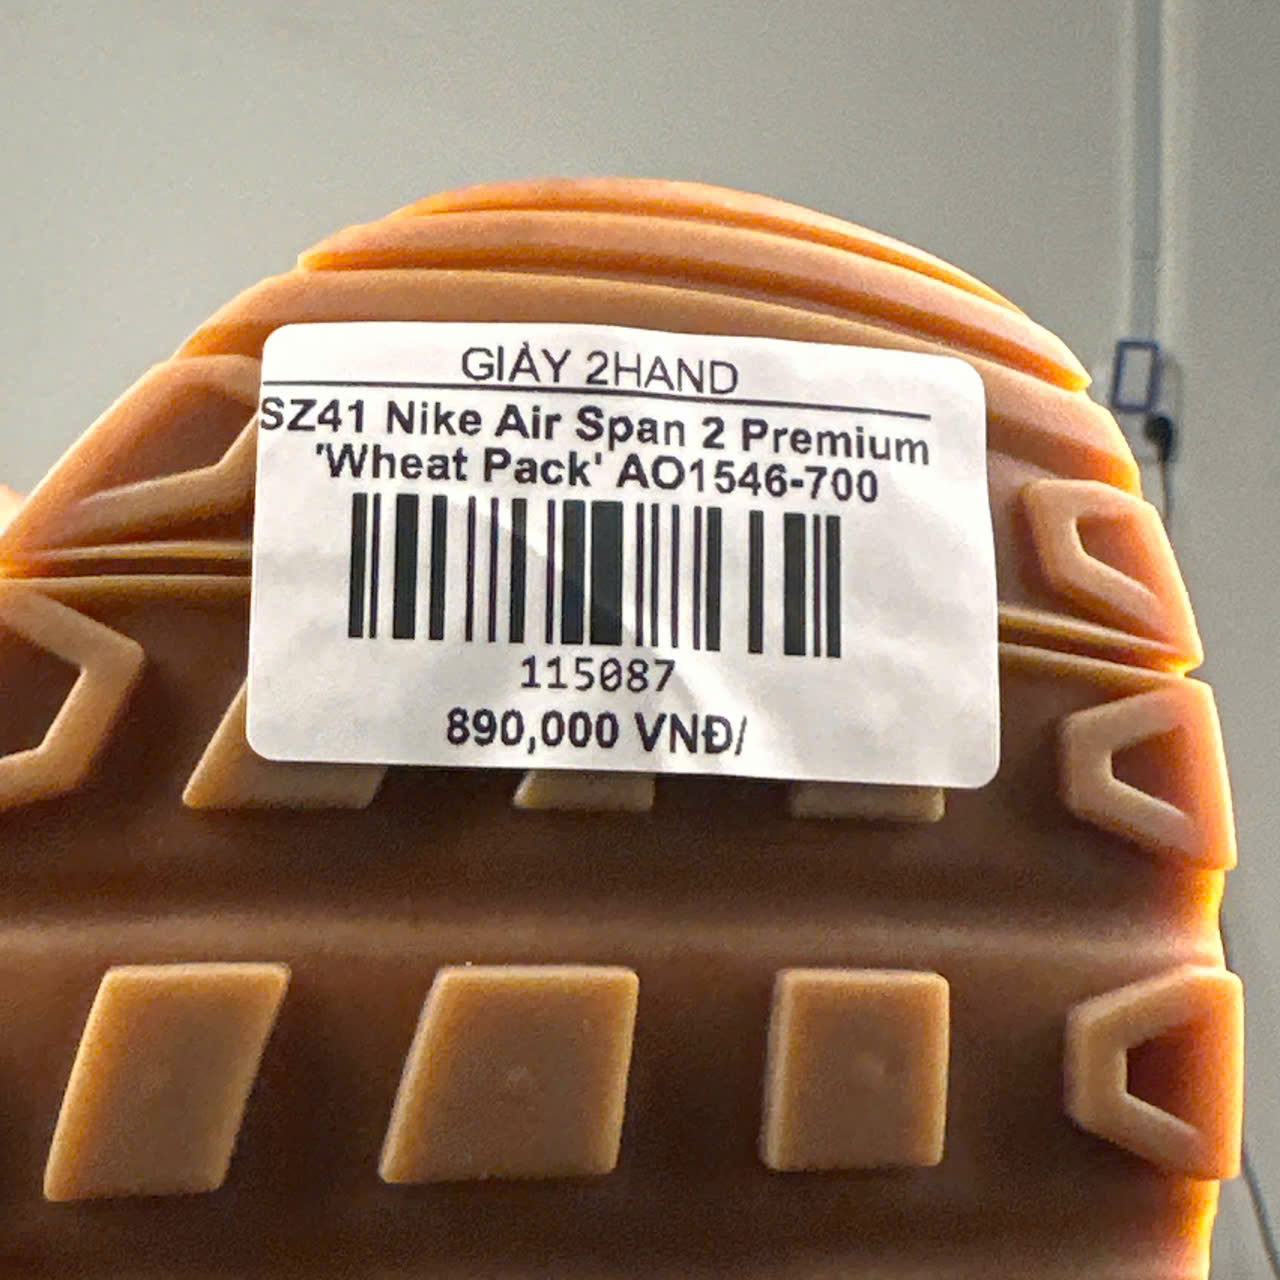 GIÀY 2HAND
SZ41 Nike Air Span 2 Premium
'Wheat Pack' AO1546-700
115087
890,000 VNĐ/